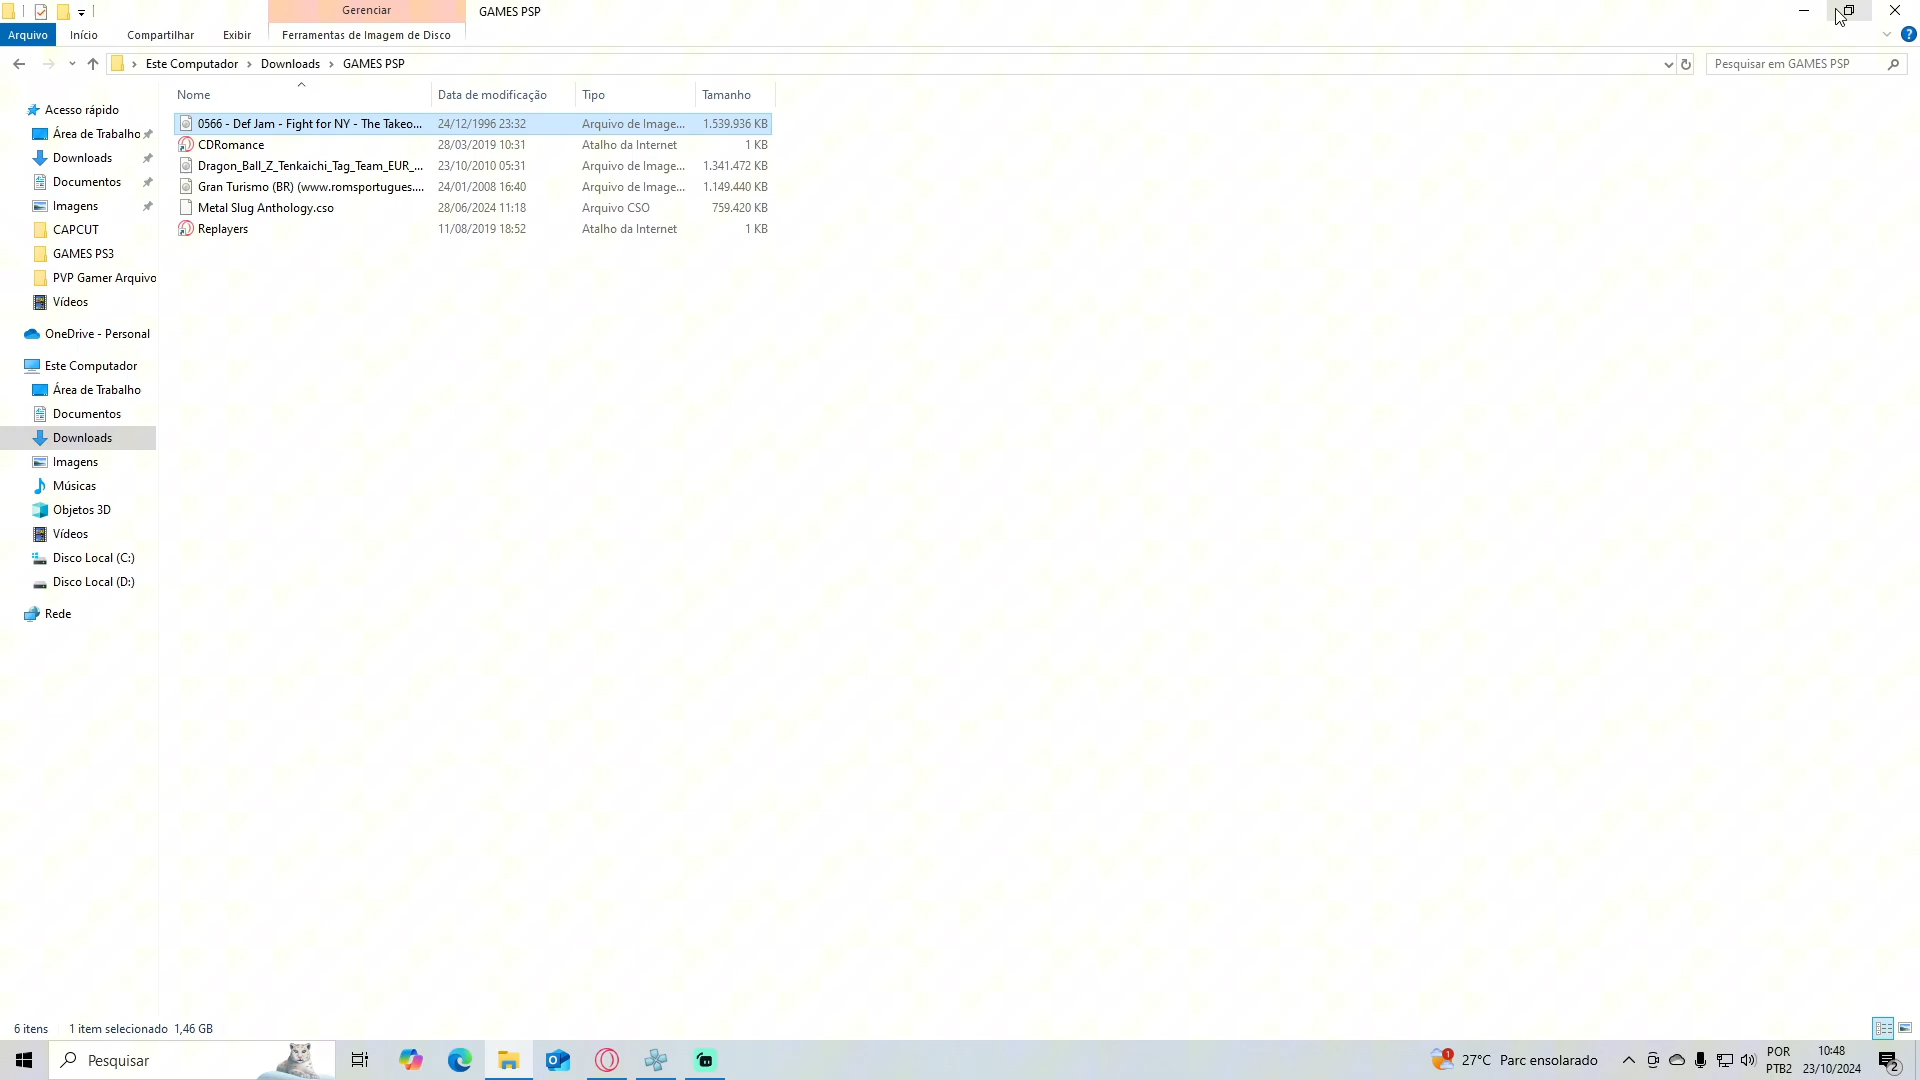 Gerenciar
GAMES PSP
Arquivo
Início
Compartilhar
Exibir
Ferramentas de Imagem de Disco
?
Este Computador
Downloads
GAMES PSP
Pesquisar em GAMES PSP
Nome
Data de modificação
Tipo
Tamanho
0566 - Def Jam - Fight for NY - The Takeo... 24/12/1996 23:32 Arquivo de Image... 1.539.936 KB
CDRomance 28/03/2019 10:31 Atalho da Internet 1 KB
Dragon_Ball_Z_Tenkaichi_Tag_Team_EUR_... 23/10/2010 05:31 Arquivo de Image... 1.341.472 KB
Gran Turismo (BR) (www.romsportugues.... 24/01/2008 16:40 Arquivo de Image... 1.149.440 KB
Metal Slug Anthology.cso 28/06/2024 11:18 Arquivo CSO 759.420 KB
Replayers 11/08/2019 18:52 Atalho da Internet 1 KB
Acesso rápido
Área de Trabalho
Downloads
Documentos
Imagens
CAPCUT
GAMES PS3
PVP Gamer Arquivo
Vídeos
OneDrive - Personal
Este Computador
Área de Trabalho
Documentos
Downloads
Imagens
Músicas
Objetos 3D
Vídeos
Disco Local (C:)
Disco Local (D:)
Rede
6 itens
1 item selecionado 1,46 GB
Pesquisar
1
27°C Parc ensolarado
POR
PTB2
10:48
23/10/2024
2